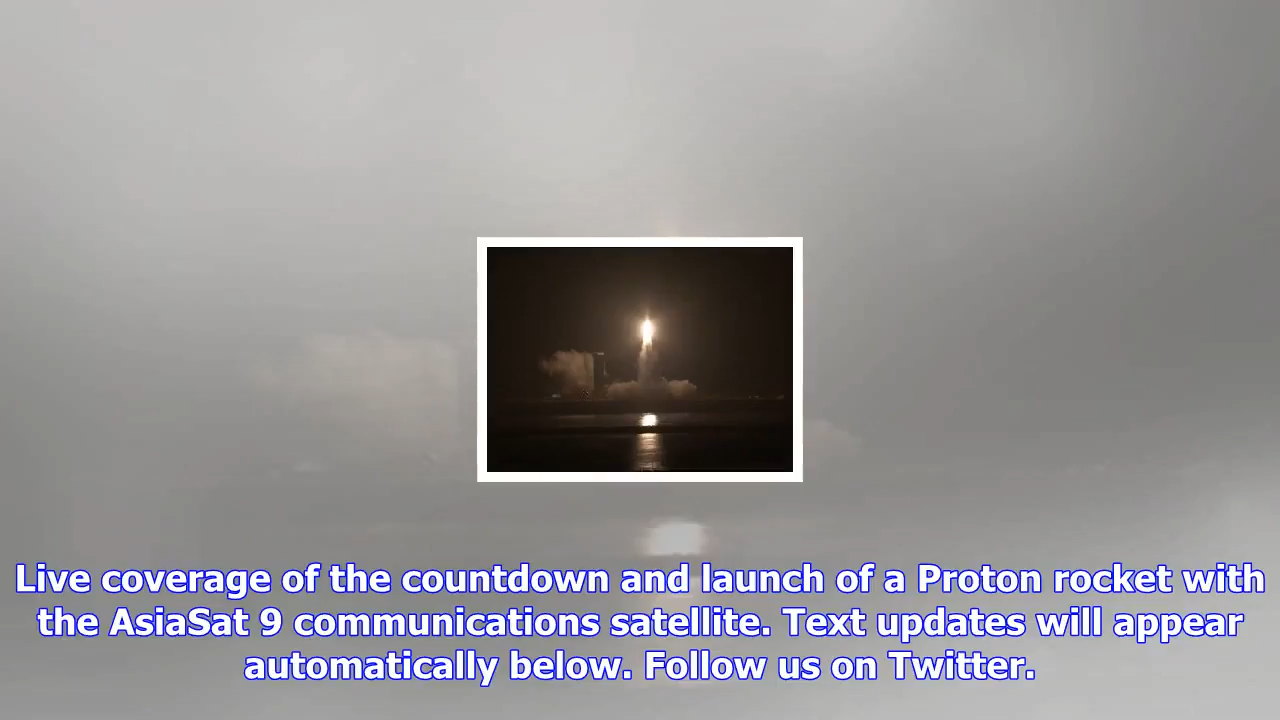 Live coverage of the countdown and launch of a Proton rocket with
the AsiaSat 9 communications satellite. Text updates will appear
automatically below. Follow us on Twitter.